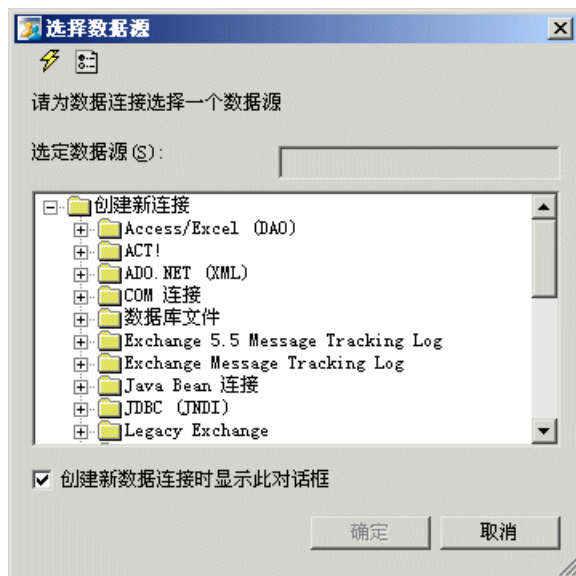 选择数据源
请为数据连接选择一个数据源
选定数据源(S):
创建新连接
Access/Excel (DAO)
ACT!
ADO.NET (XML)
COM 连接
数据库文件
Exchange 5.5 Message Tracking Log
Exchange Message Tracking Log
Java Bean 连接
JDBC (JNDI)
Legacy Exchange
创建新数据连接时显示此对话框
确定 取消